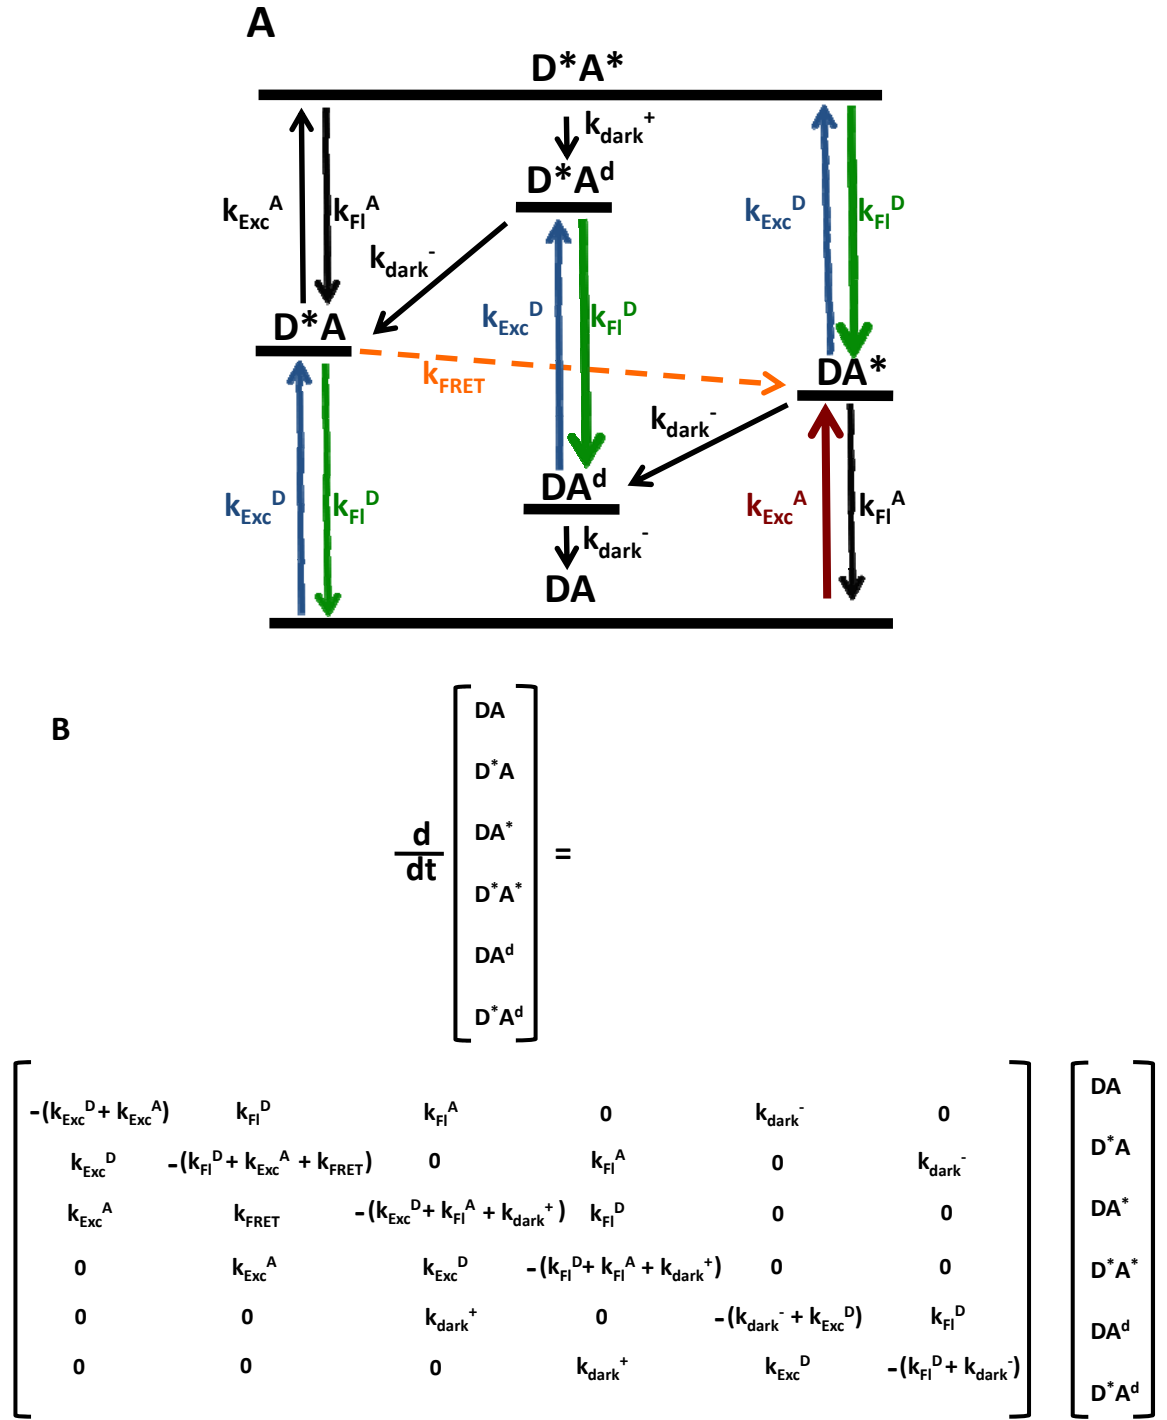 A
D*A*
k_dark^+
D*A^d
k_Exc^A k_Fl^A k_Exc^D k_Fl^D
k_dark^-
D*A k_Exc^D k_Fl^D
k_FRET DA*
k_dark^-
DA^d
k_Exc^D k_Fl^D k_Exc^A k_Fl^A
k_dark^-
DA
B
DA
D*A
DA*
d
dt
=
D*A*
DA^d
D*A^d
-(k_Exc^D + k_Exc^A) k_Fl^D k_Fl^A 0 k_dark^- 0
k_Exc^D -(k_Fl^D + k_Exc^A + k_FRET) 0 k_Fl^A 0 k_dark^-
k_Exc^A k_FRET -(k_Exc^D + k_Fl^A + k_dark^+) k_Fl^D 0 0
0 k_Exc^A k_Exc^D -(k_Fl^D + k_Fl^A + k_dark^+) 0 0
0 0 k_dark^+ 0 -(k_dark^- + k_Exc^D) k_Fl^D
0 0 0 k_dark^+ k_Exc^D -(k_Fl^D + k_dark^-)
DA
D*A
DA*
D*A*
DA^d
D*A^d